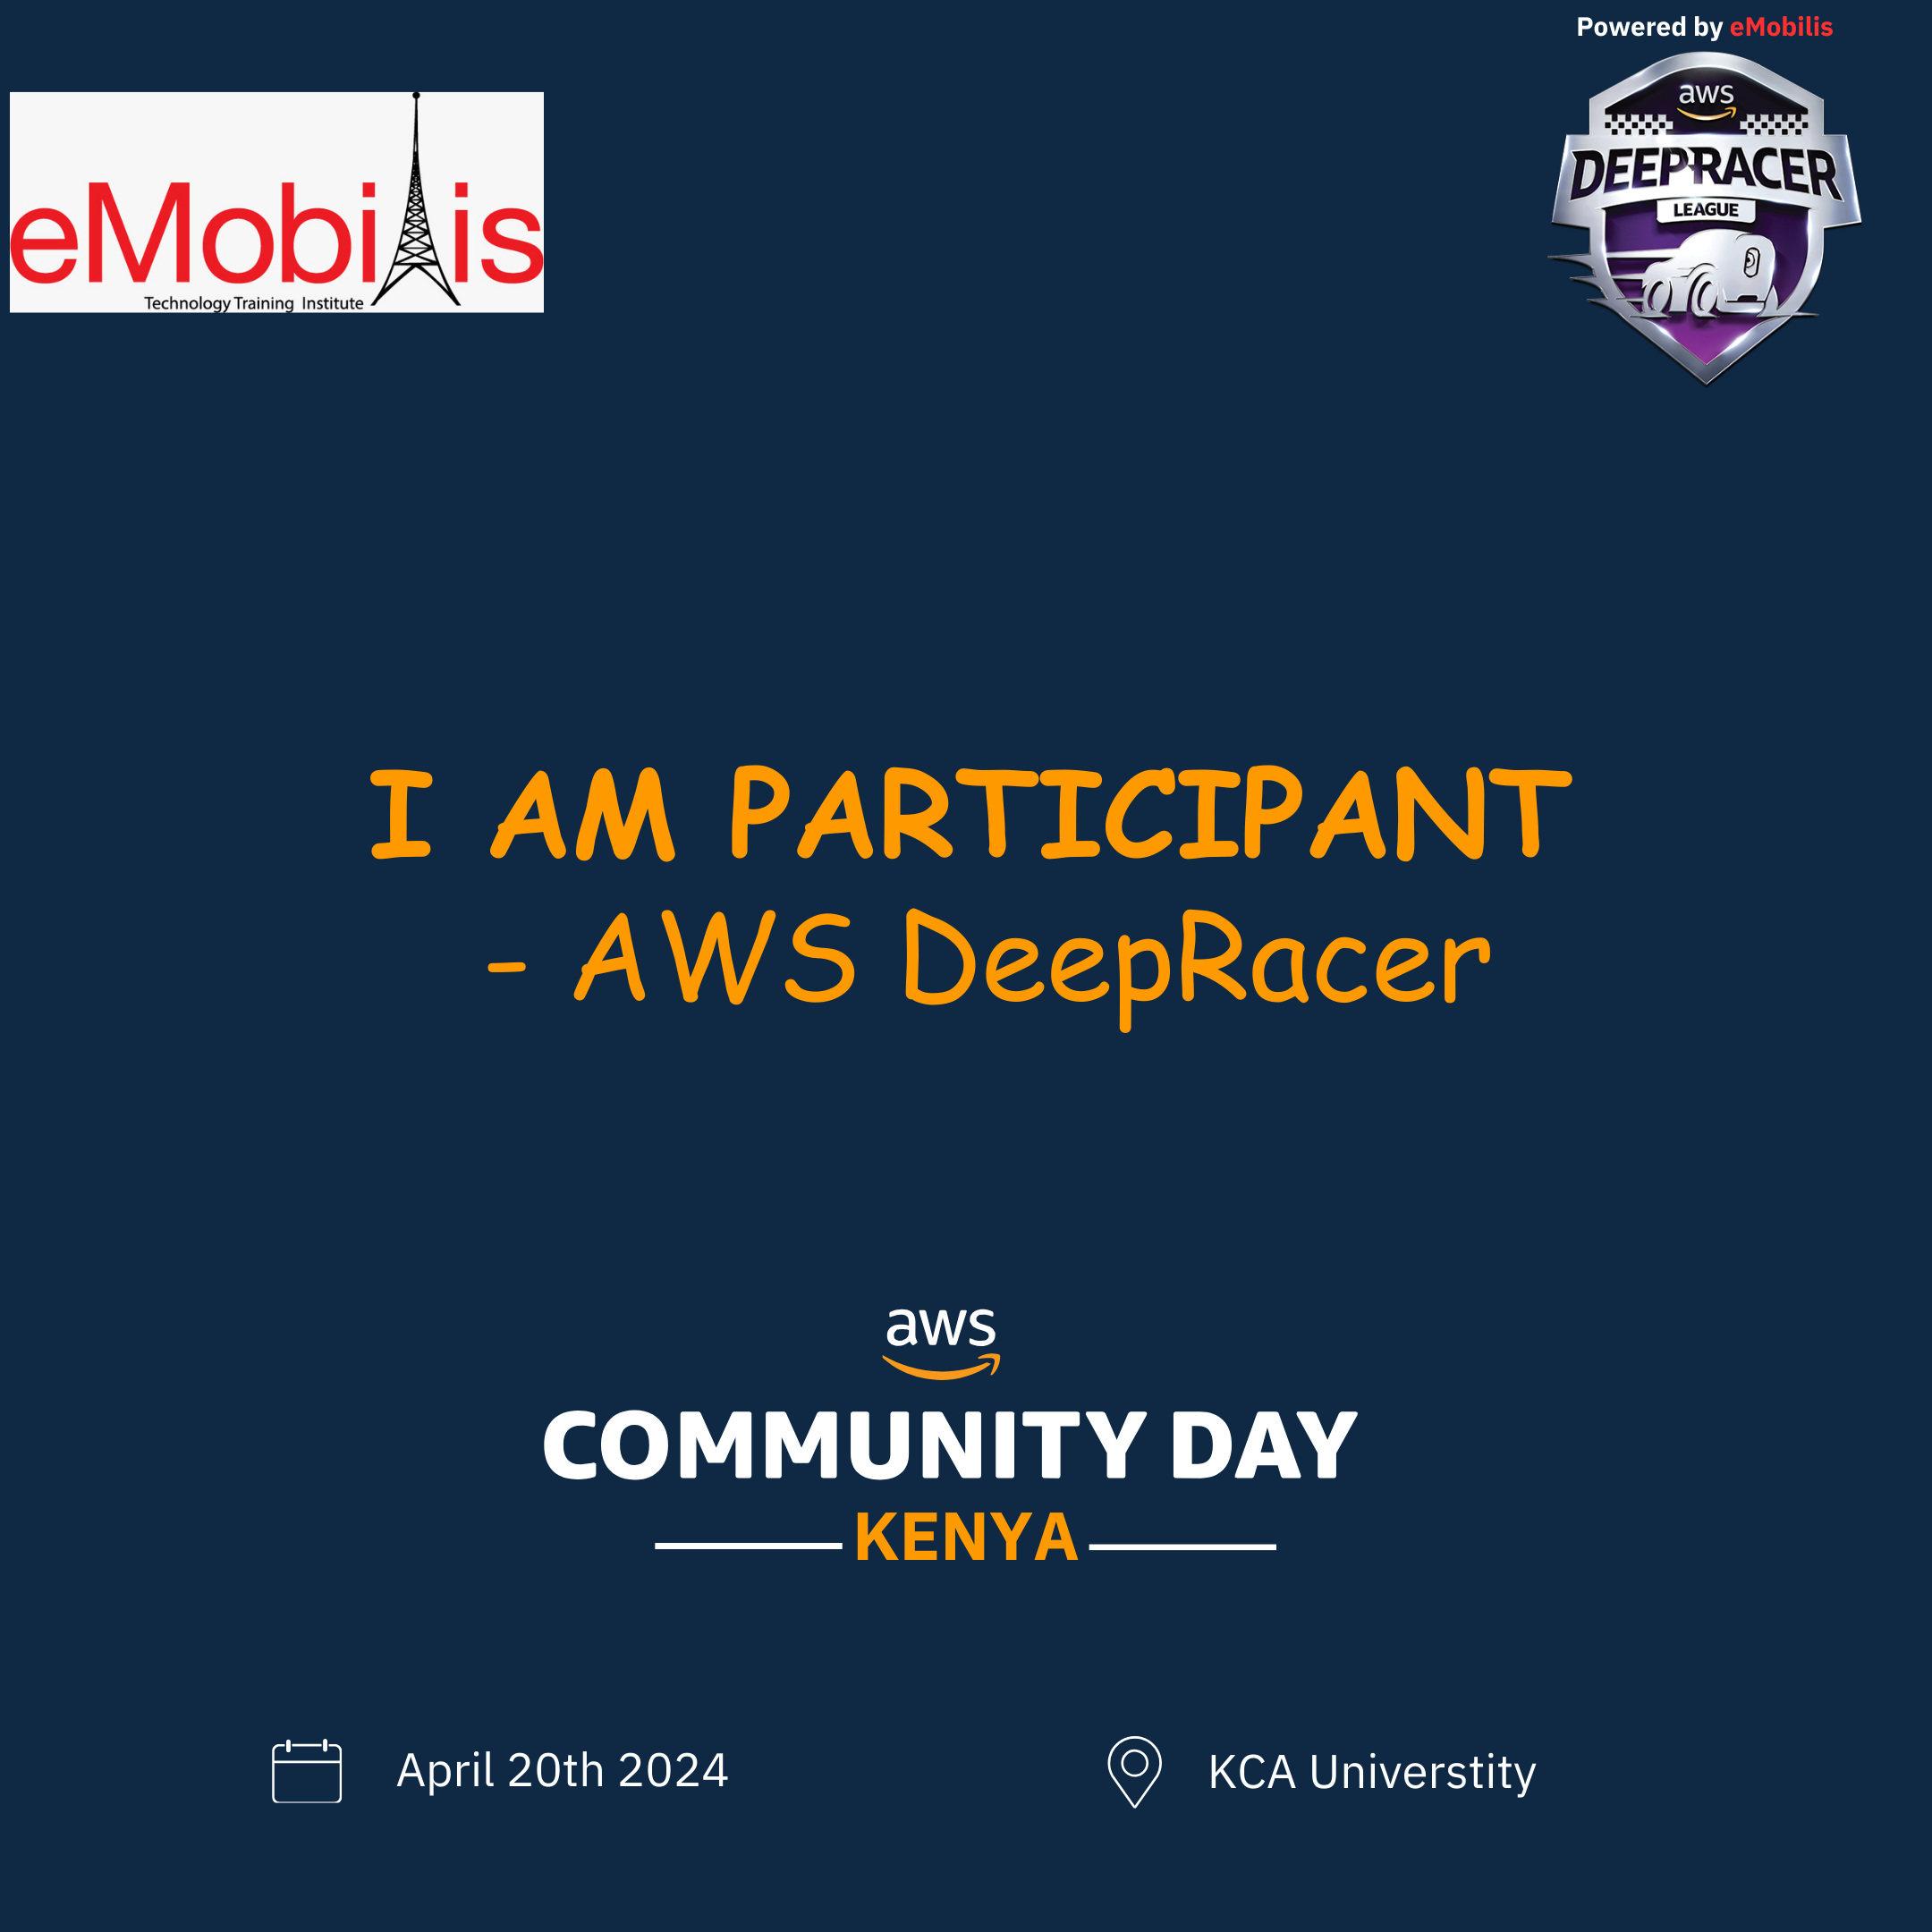 Powered by eMobilis
eMobilis
Technology Training Institute
aws
DEEPRACER
LEAGUE
I AM PARTICIPANT
- AWS DeepRacer
aws
COMMUNITY DAY
KENYA
April 20th 2024
KCA Universtity